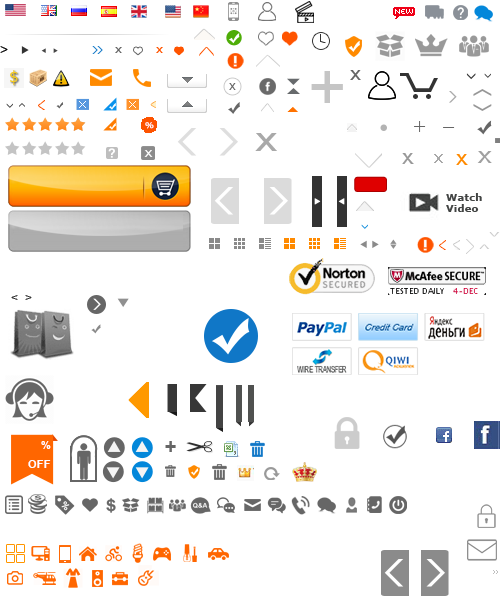 NEW
$
?
%
?
Watch
Video
Norton
SECURED
McAfee SECURE
TESTED DAILY 4-DEC
PayPal
Credit Card
Яндекс
деньги
WIRE TRANSFER
QIWI
%
OFF
$
%
Q&A